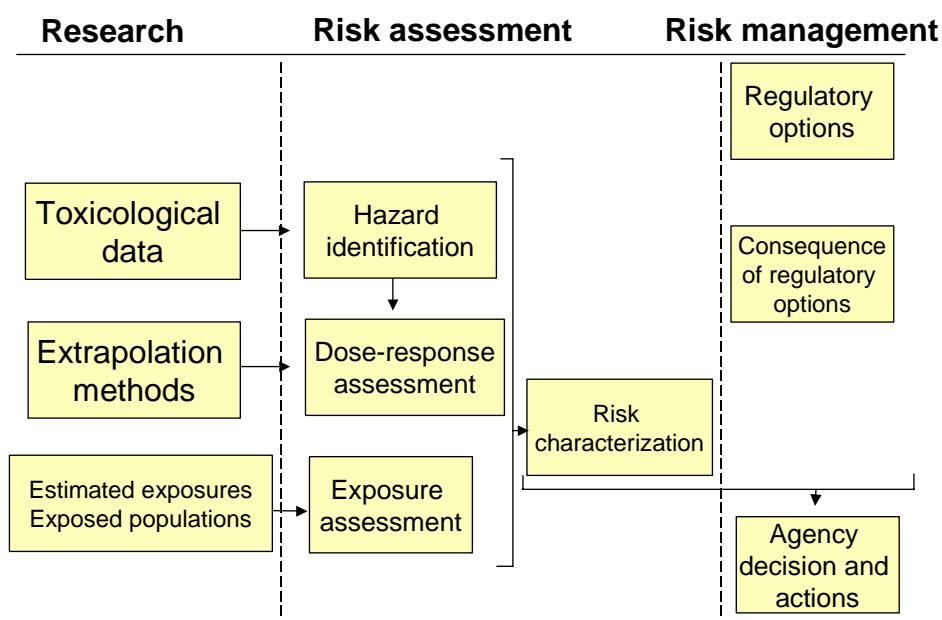 Research
Risk assessment
Risk management
Regulatory
options
Toxicological
data
Hazard
identification
Consequence
of regulatory
options
Extrapolation
methods
Dose-response
assessment
Risk
characterization
Estimated exposures
Exposed populations
Exposure
assessment
Agency
decision and
actions